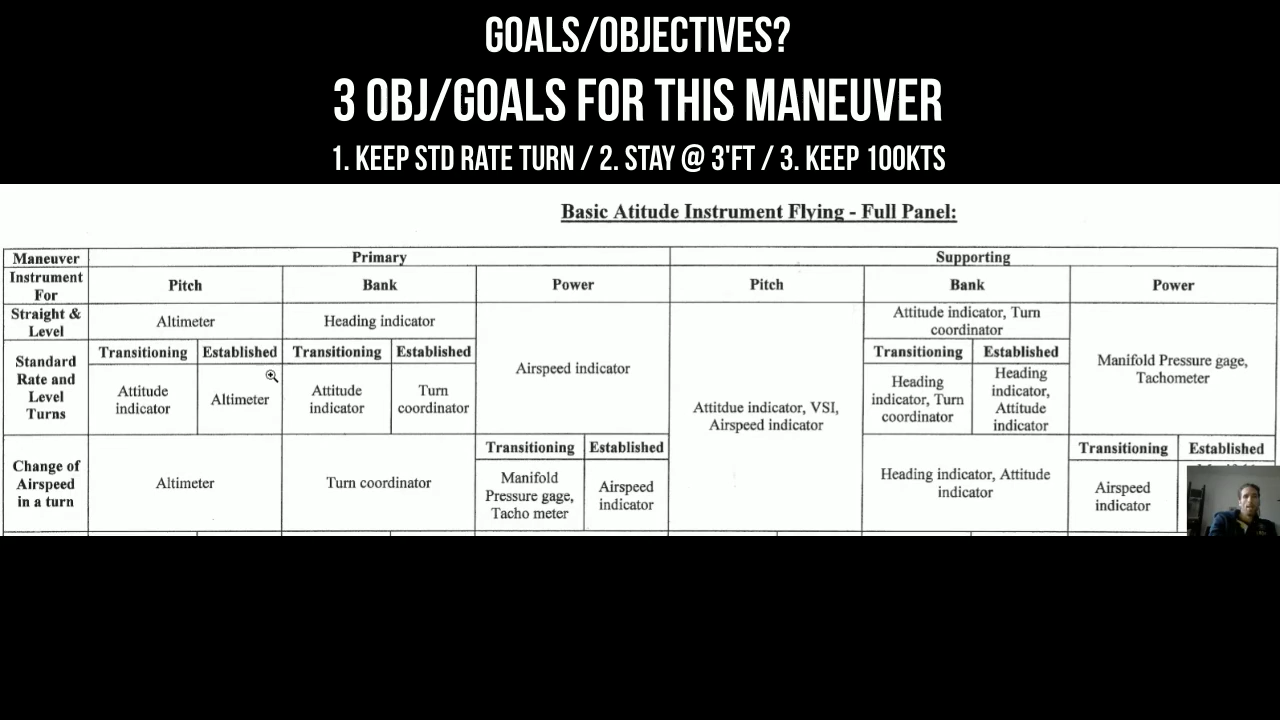 GOALS/OBJECTIVES?
3 OBJ/GOALS FOR THIS MANEUVER
1. KEEP STD RATE TURN / 2. STAY @ 3'FT / 3. KEEP 100KTS
Basic Atitude Instrument Flying - Full Panel:
Maneuver Primary Supporting
Instrument For Pitch Bank Power Pitch Bank Power
Straight & Level
Altimeter
Heading indicator
Airspeed indicator
Attitdue indicator, VSI,
Airspeed indicator
Attitude indicator, Turn
coordinator
Manifold Pressure gage,
Tachometer
Standard
Rate and
Level
Turns
Transitioning Established Transitioning Established Transitioning Established
Attitude
indicator
Altimeter
Attitude
indicator
Turn
coordinator
Heading
indicator, Turn
coordinator
Heading
indicator,
Attitude
indicator
Change of
Airspeed
in a turn
Altimeter
Turn coordinator
Transitioning Established
Manifold
Pressure gage,
Tacho meter
Airspeed
indicator
Heading indicator, Attitude
indicator
Transitioning Established
Airspeed
indicator